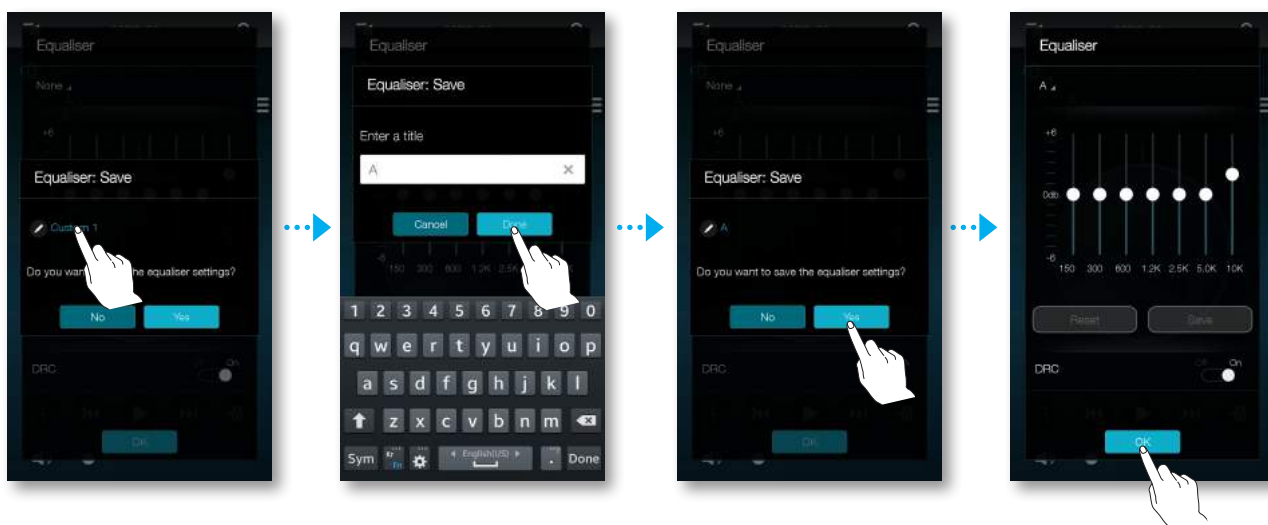 Equaliser
None
+6
Equaliser: Save
Custom 1
Do you want the equaliser settings?
No Yes
DRC On
OK
Equaliser
Equaliser: Save
Enter a title
A
Cancel Done
-6
150 300 600 1.2K 2.5K
1 2 3 4 5 6 7 8 9 0
q w e r t y u i o p
a s d f g h j k l
z x c v b n m
Sym English(US) . Done
Equaliser
None
+6
Equaliser: Save
A
Do you want to save the equaliser settings?
No Yes
DRC On
OK
Equaliser
A
+6
0db
-6
150 300 600 1.2K 2.5K 5.0K 10K
Reset Save
DRC Off On
OK